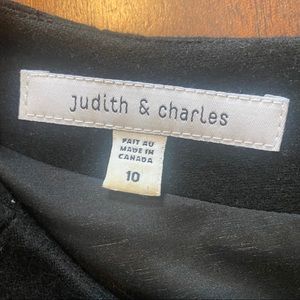 judith & charles
FAIT AU
MADE IN
CANADA
10